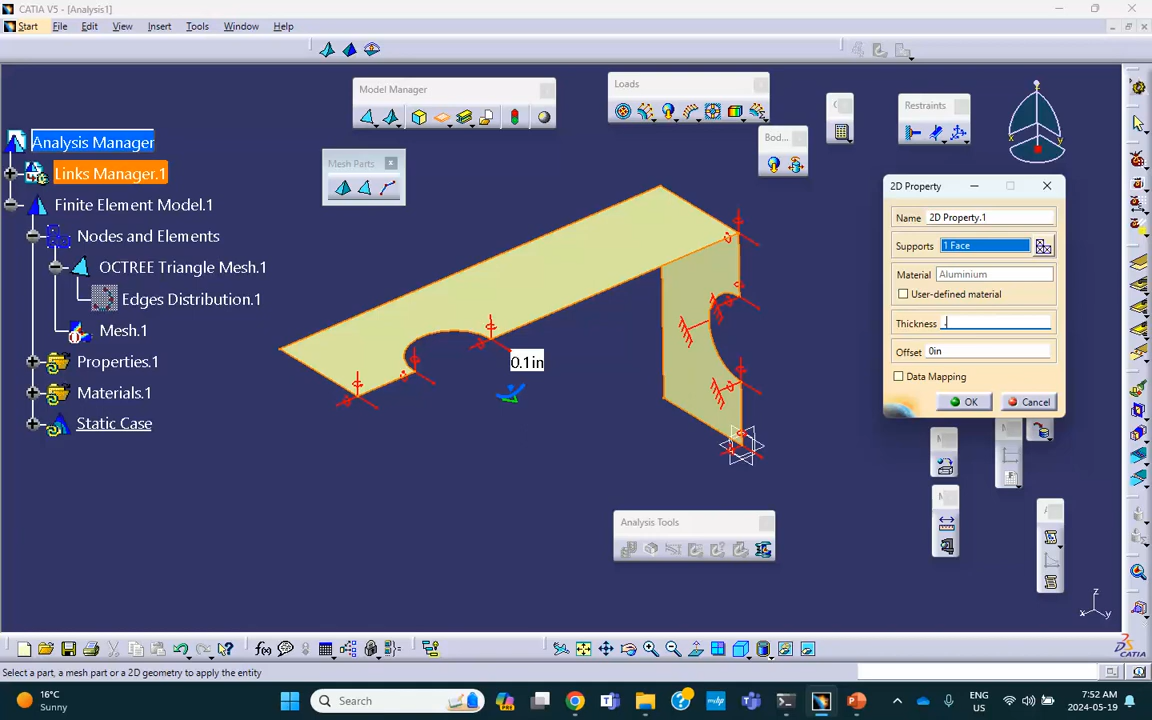 CATIA V5 - [Analysis1]
Start File Edit View Insert Tools Window Help
Model Manager
Loads
Restraints
Bod...
Mesh Parts
Analysis Manager
Links Manager.1
Finite Element Model.1
Nodes and Elements
OCTREE Triangle Mesh.1
Edges Distribution.1
Mesh.1
Properties.1
Materials.1
Static Case
0.1in
2D Property
Name 2D Property.1
Supports 1 Face
Material Aluminium
User-defined material
Thickness .
Offset 0in
Data Mapping
OK Cancel
Analysis Tools
x y z
CATIA
Select a part, a mesh part or a 2D geometry to apply the entity
16°C
Sunny
Search
ENG
US
7:52 AM
2024-05-19